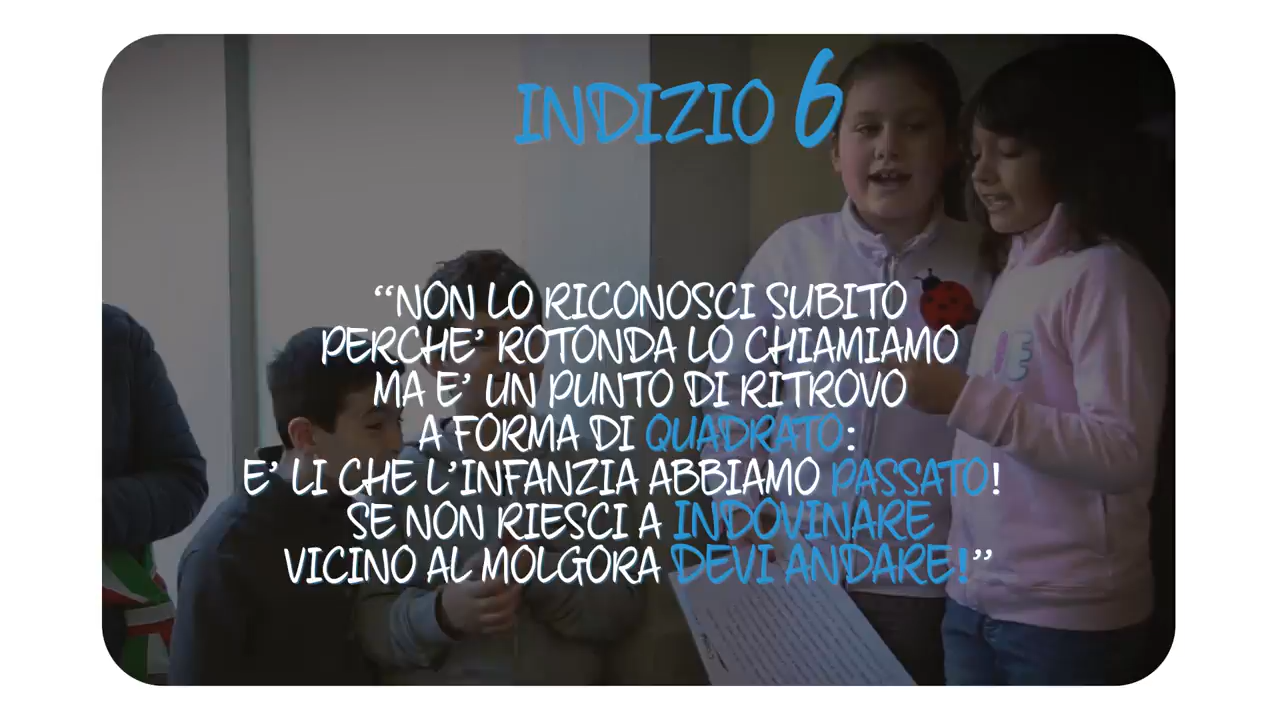 INDIZIO 6
“NON LO RICONOSCI SUBITO
PERCHE’ ROTONDA LO CHIAMIAMO
MA E’ UN PUNTO DI RITROVO
A FORMA DI QUADRATO:
E’ LI CHE L’INFANZIA ABBIAMO PASSATO!
SE NON RIESCI A INDOVINARE
VICINO AL MOLGORA DEVI ANDARE!”